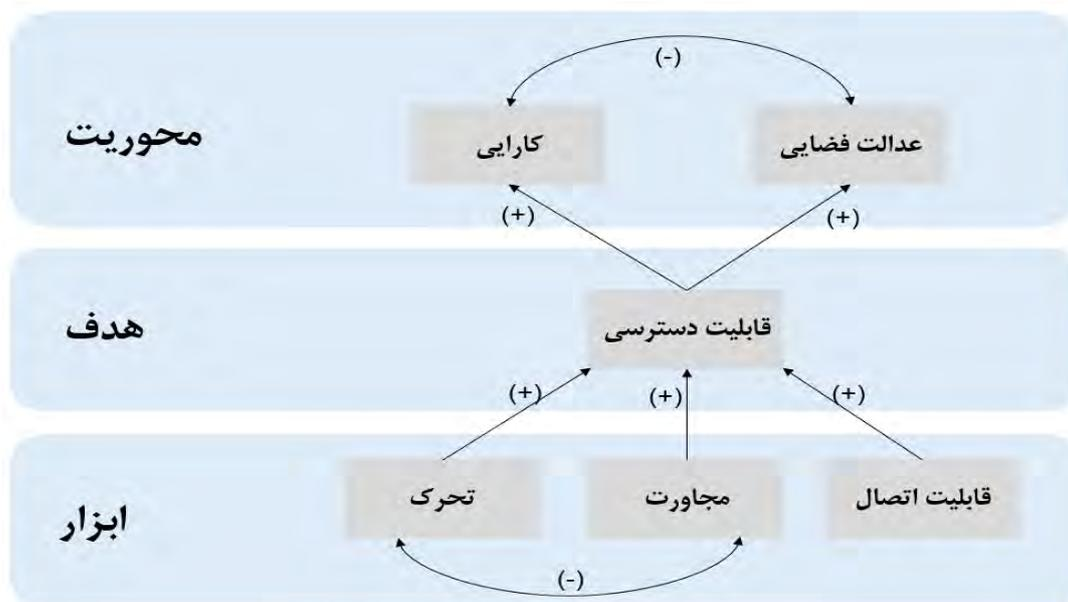 (-)
محوریت
عدالت فضایی
کارایی
(+)
(+)
هدف
قابلیت دسترسی
(+)
(+)
(+)
ابزار
قابلیت اتصال
مجاورت
تحرک
(-)